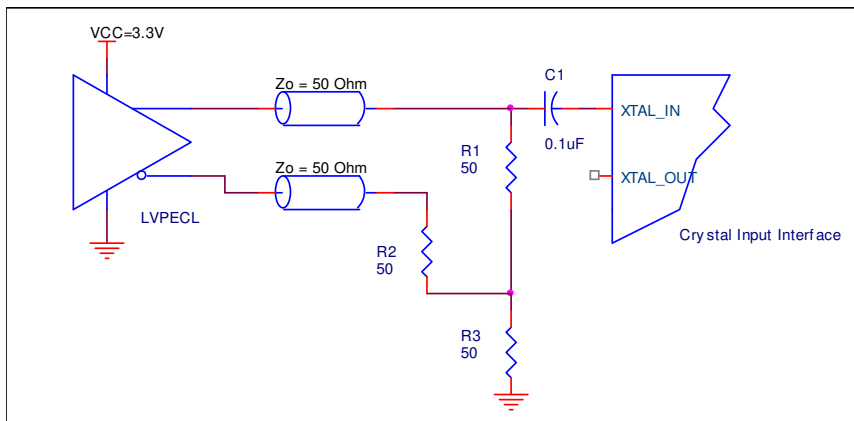 VCC=3.3V
Zo = 50 Ohm
C1
XTAL_IN
R1
50
0.1uF
Zo = 50 Ohm
XTAL_OUT
LVPECL
R2
50
Crystal Input Interface
R3
50